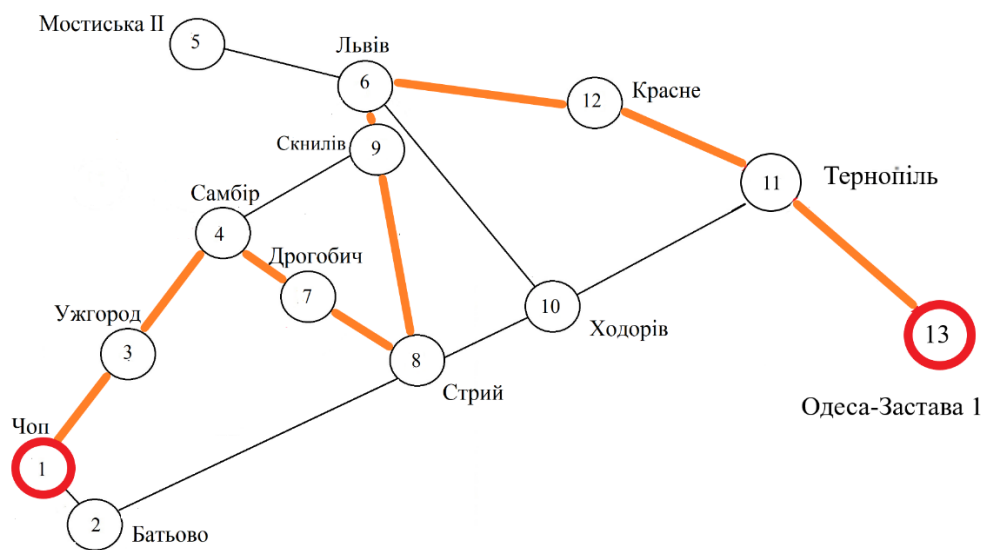 Мостиська II
5
Львів
6
Красне
12
Скнилів
9
Тернопіль
11
Самбір
4
Дрогобич
7
10
Ходорів
Ужгород
3
13
8
Стрий
Одеса-Застава 1
Чоп
1
2
Батьово